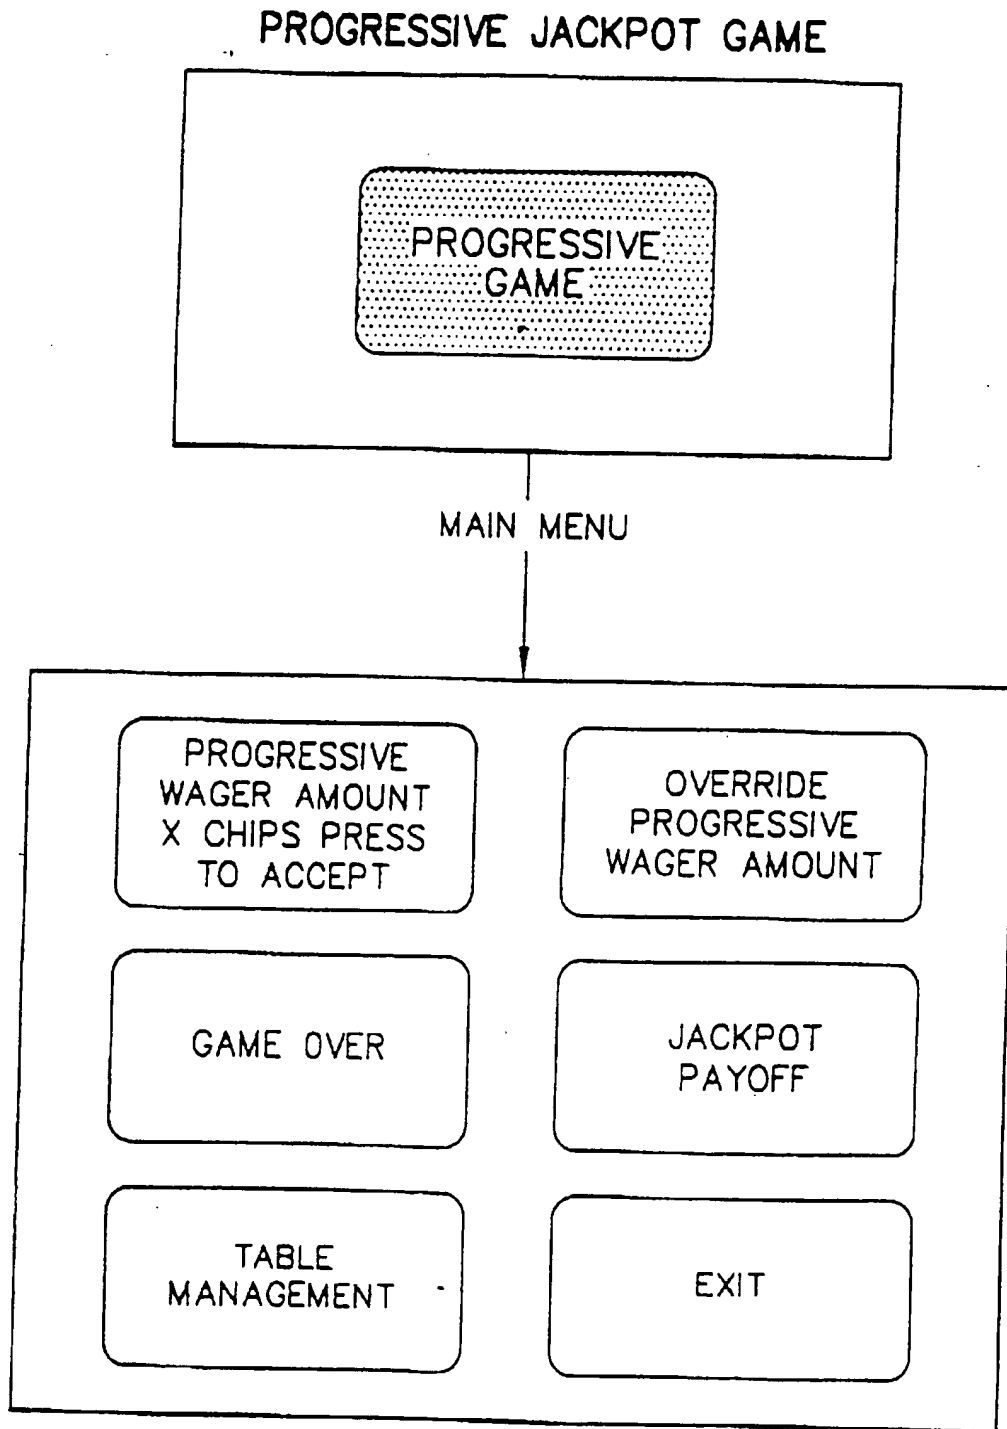 PROGRESSIVE JACKPOT GAME
PROGRESSIVE
GAME
MAIN MENU
PROGRESSIVE
WAGER AMOUNT
X CHIPS PRESS
TO ACCEPT
OVERRIDE
PROGRESSIVE
WAGER AMOUNT
GAME OVER
JACKPOT
PAYOFF
TABLE
MANAGEMENT
EXIT